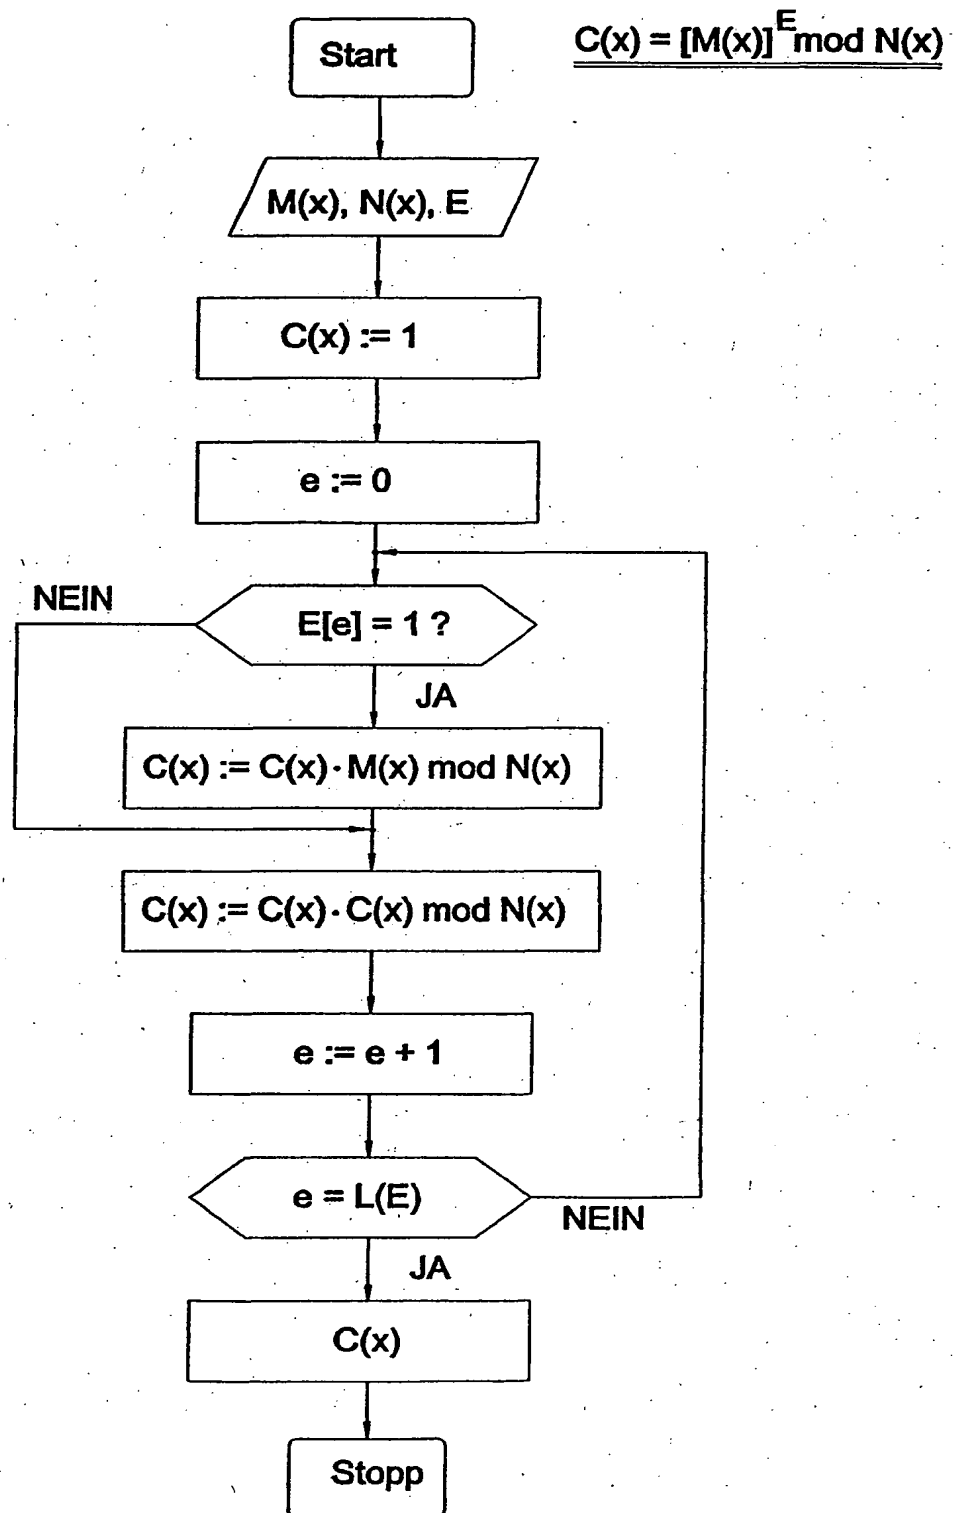 C(x) = [M(x)]^E mod N(x)
Start
M(x), N(x), E
C(x) := 1
e := 0
NEIN
E[e] = 1 ?
JA
C(x) := C(x) · M(x) mod N(x)
C(x) := C(x) · C(x) mod N(x)
e := e + 1
e = L(E)
NEIN
JA
C(x)
Stopp